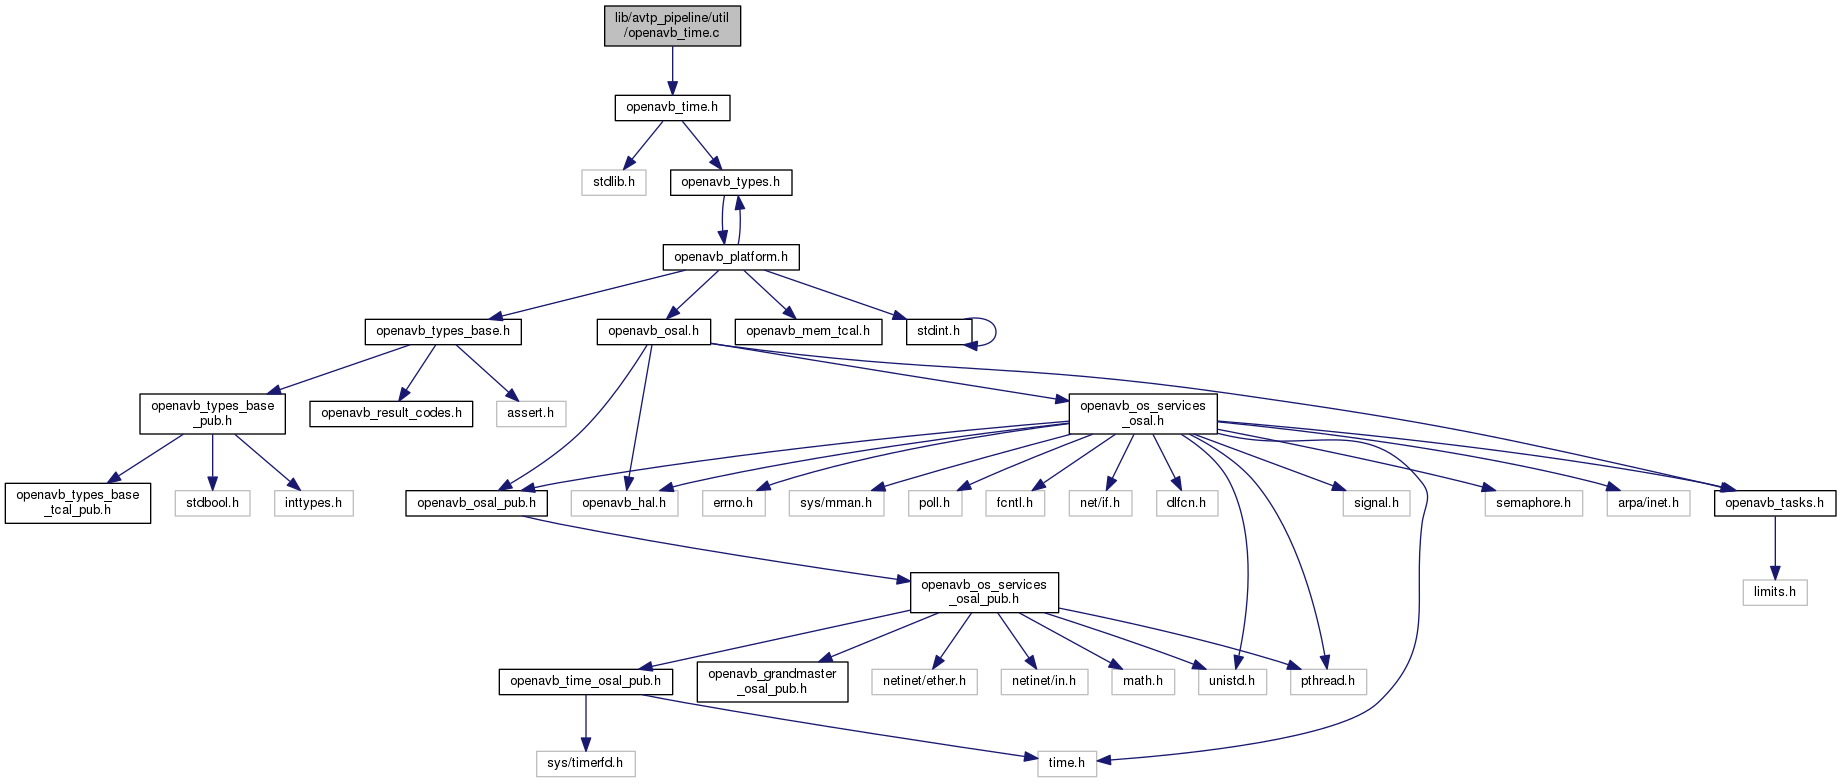 lib/avtp_pipeline/util
/openavb_time.c
openavb_time.h
stdlib.h
openavb_types.h
openavb_platform.h
openavb_types_base.h
openavb_osal.h
openavb_mem_tcal.h
stdint.h
openavb_types_base
_pub.h
openavb_result_codes.h
assert.h
openavb_os_services
_osal.h
openavb_types_base
_tcal_pub.h
stdbool.h
inttypes.h
openavb_osal_pub.h
openavb_hal.h
errno.h
sys/mman.h
poll.h
fcntl.h
net/if.h
dlfcn.h
signal.h
semaphore.h
arpa/inet.h
openavb_tasks.h
openavb_os_services
_osal_pub.h
limits.h
openavb_time_osal_pub.h
openavb_grandmaster
_osal_pub.h
netinet/ether.h
netinet/in.h
math.h
unistd.h
pthread.h
sys/timerfd.h
time.h